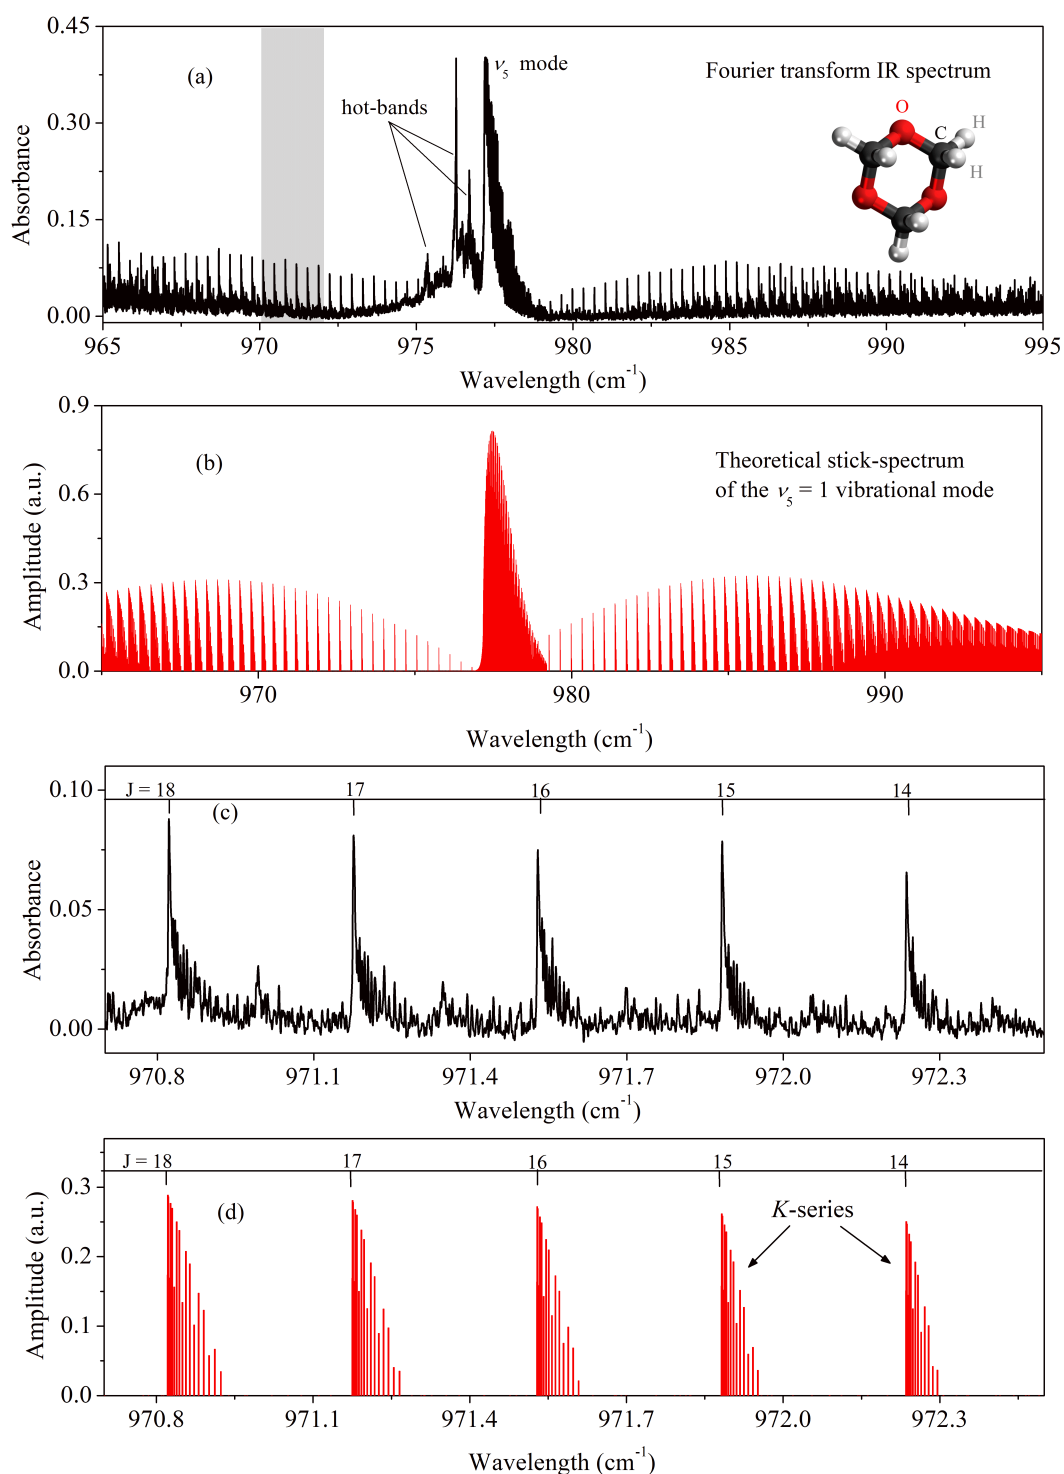 0.45
(a)
ν5 mode
Fourier transform IR spectrum
hot-bands
O
C
H
H
0.30
0.15
0.00
Absorbance
965
970
975
980
985
990
995
Wavelength (cm-1)
0.9
(b)
Theoretical stick-spectrum
of the ν5 = 1 vibrational mode
0.6
0.3
0.0
Amplitude (a.u.)
970
980
990
Wavelength (cm-1)
0.10
J = 18
17
16
15
14
(c)
0.05
0.00
Absorbance
970.8
971.1
971.4
971.7
972.0
972.3
Wavelength (cm-1)
J = 18
17
16
15
14
0.3
(d)
K-series
0.2
0.1
0.0
Amplitude (a.u.)
970.8
971.1
971.4
971.7
972.0
972.3
Wavelength (cm-1)